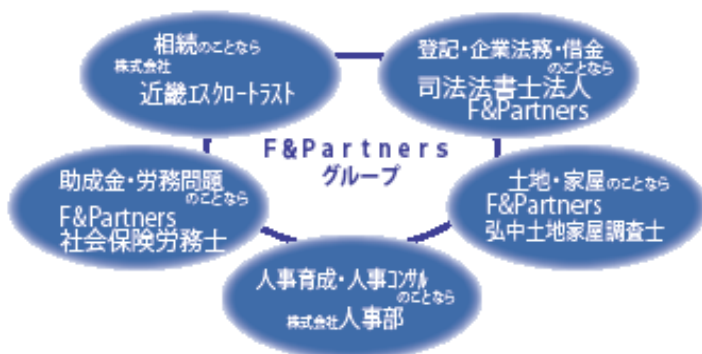 相続のことなら
株式会社
近畿エスクロートラスト
登記・企業法務・借金
のことなら
司法法書士法人
F&Partners
F&Partners
グループ
助成金・労務問題
のことなら
F&Partners
社会保険労務士
土地・家屋のことなら
F&Partners
弘中土地家屋調査士
人事育成・人事コンサル
のことなら
株式会社人事部